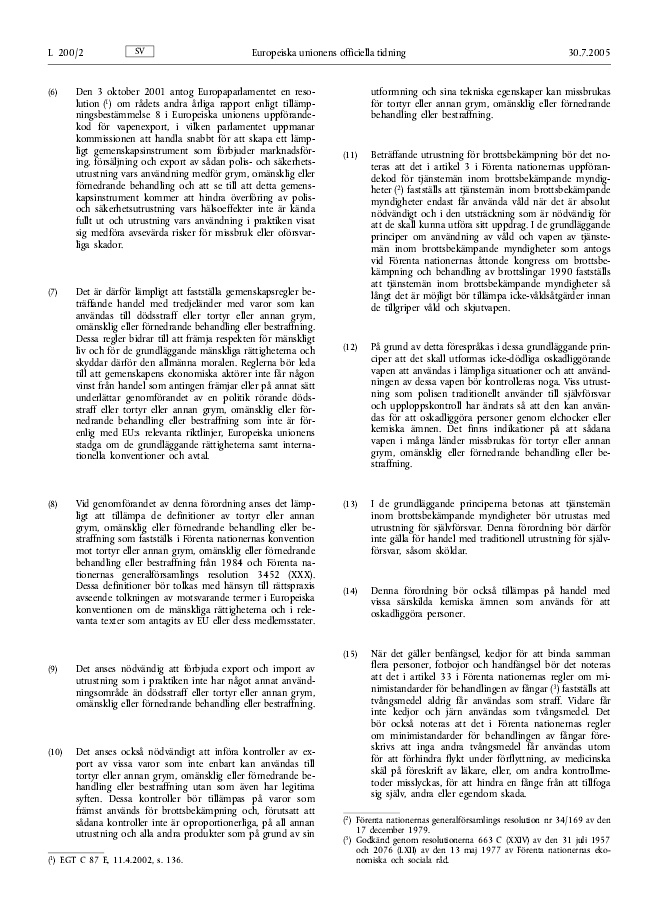 L 200/2
SV
Europeiska unionens officiella tidning
30.7.2005
(6) Den 3 oktober 2001 antog Europaparlamentet en reso-
lution (¹) om rådets andra årliga rapport enligt tillämp-
ningsbestämmelse 8 i Europeiska unionens uppförande-
kod för vapenexport, i vilken parlamentet uppmanar
kommissionen att handla snabbt för att skapa ett lämp-
ligt gemenskapsinstrument som förbjuder marknadsför-
ing, försäljning och export av sådan polis- och säkerhets-
utrustning vars användning medför grym, omänsklig eller
förnedrande behandling och att se till att detta gemens-
kapsinstrument kommer att hindra överföring av polis-
och säkerhetsutrustning vars hälsoeffekter inte är kända
fullt ut och utrustning vars användning i praktiken visat
sig medföra avsevärda risker för missbruk eller oförsvar-
liga skador.
(7) Det är därför lämpligt att fastställa gemenskapsregler be-
träffande handel med tredjeländer med varor som kan
användas till dödsstraff eller tortyr eller annan grym,
omänsklig eller förnedrande behandling eller bestraffning.
Dessa regler bidrar till att främja respekten för mänskligt
liv och för de grundläggande mänskliga rättigheterna och
skyddar därför den allmänna moralen. Reglerna bör leda
till att gemenskapens ekonomiska aktörer inte får någon
vinst från handel som antingen främjar eller på annat sätt
underlättar genomförandet av en politik rörande döds-
straff eller tortyr eller annan grym, omänsklig eller för-
nedrande behandling eller bestraffning som inte är för-
enlig med EU:s relevanta riktlinjer, Europeiska unionens
stadga om de grundläggande rättigheterna samt interna-
tionella konventioner och avtal.
(8) Vid genomförandet av denna förordning anses det lämp-
ligt att tillämpa de definitioner av tortyr eller annan
grym, omänsklig eller förnedrande behandling eller be-
straffning som fastställs i Förenta nationernas konvention
mot tortyr eller annan grym, omänsklig eller förnedrande
behandling eller bestraffning från 1984 och Förenta na-
tionernas generalförsamlings resolution 3452 (XXX).
Dessa definitioner bör tolkas med hänsyn till rättspraxis
avseende tolkningen av motsvarande termer i Europeiska
konventionen om de mänskliga rättigheterna och i rele-
vanta texter som antagits av EU eller dess medlemsstater.
(9) Det anses nödvändigt att förbjuda export och import av
utrustning som i praktiken inte har något annat använd-
ningsområde än dödsstraff eller tortyr eller annan grym,
omänsklig eller förnedrande behandling eller bestraffning.
(10) Det anses också nödvändigt att införa kontroller av ex-
port av vissa varor som inte enbart kan användas till
tortyr eller annan grym, omänsklig eller förnedrande be-
handling eller bestraffning utan som även har legitima
syften. Dessa kontroller bör tillämpas på varor som
främst används för brottsbekämpning och, förutsatt att
sådana kontroller inte är oproportionerliga, på all annan
utrustning och alla andra produkter som på grund av sin
(¹) EGT C 87 E, 11.4.2002, s. 136.
utformning och sina tekniska egenskaper kan missbrukas
för tortyr eller annan grym, omänsklig eller förnedrande
behandling eller bestraffning.
(11) Beträffande utrustning för brottsbekämpning bör det no-
teras att det i artikel 3 i Förenta nationernas uppföran-
dekod för tjänstemän inom brottsbekämpande myndig-
heter (²) fastställs att tjänstemän inom brottsbekämpande
myndigheter endast får använda våld när det är absolut
nödvändigt och i den utsträckning som är nödvändig för
att de skall kunna utföra sitt uppdrag. I de grundläggande
principer om användning av våld och vapen av tjänste-
män inom brottsbekämpande myndigheter som antogs
vid Förenta nationernas åttonde kongress om brottsbe-
kämpning och behandling av brottslingar 1990 fastställs
att tjänstemän inom brottsbekämpande myndigheter så
långt det är möjligt bör tillämpa icke-våldsåtgärder innan
de tillgriper våld och skjutvapen.
(12) På grund av detta förespråkas i dessa grundläggande prin-
ciper att det skall utformas icke-dödliga oskadliggörande
vapen att användas i lämpliga situationer och att använd-
ningen av dessa vapen bör kontrolleras noga. Viss utrust-
ning som polisen traditionellt använder till självförsvar
och upploppskontroll har ändrats så att den kan använ-
das för att oskadliggöra personer genom elchocker eller
kemiska ämnen. Det finns indikationer på att sådana
vapen i många länder missbrukas för tortyr eller annan
grym, omänsklig eller förnedrande behandling eller be-
straffning.
(13) I de grundläggande principerna betonas att tjänstemän
inom brottsbekämpande myndigheter bör utrustas med
utrustning för självförsvar. Denna förordning bör därför
inte gälla för handel med traditionell utrustning för själv-
försvar, såsom sköldar.
(14) Denna förordning bör också tillämpas på handel med
vissa särskilda kemiska ämnen som används för att
oskadliggöra personer.
(15) När det gäller benfängsel, kedjor för att binda samman
flera personer, fotbojor och handfängsel bör det noteras
att det i artikel 33 i Förenta nationernas regler om mi-
nimistandarder för behandlingen av fångar (³) fastställs att
tvångsmedel aldrig får användas som straff. Vidare får
inte kedjor och järn användas som tvångsmedel. Det
bör också noteras att det i Förenta nationernas regler
om minimistandarder för behandlingen av fångar före-
skrivs att inga andra tvångsmedel får användas utom
för att förhindra flykt under förflyttning, av medicinska
skäl på föreskrift av läkare, eller, om andra kontrollme-
toder misslyckas, för att hindra en fånge från att tillfoga
sig själv, andra eller egendom skada.
(²) Förenta nationernas generalförsamlings resolution nr 34/169 av den
17 december 1979.
(³) Godkänd genom resolutionerna 663 C (XXIV) av den 31 juli 1957
och 2076 (LXII) av den 13 maj 1977 av Förenta nationernas eko-
nomiska och sociala råd.